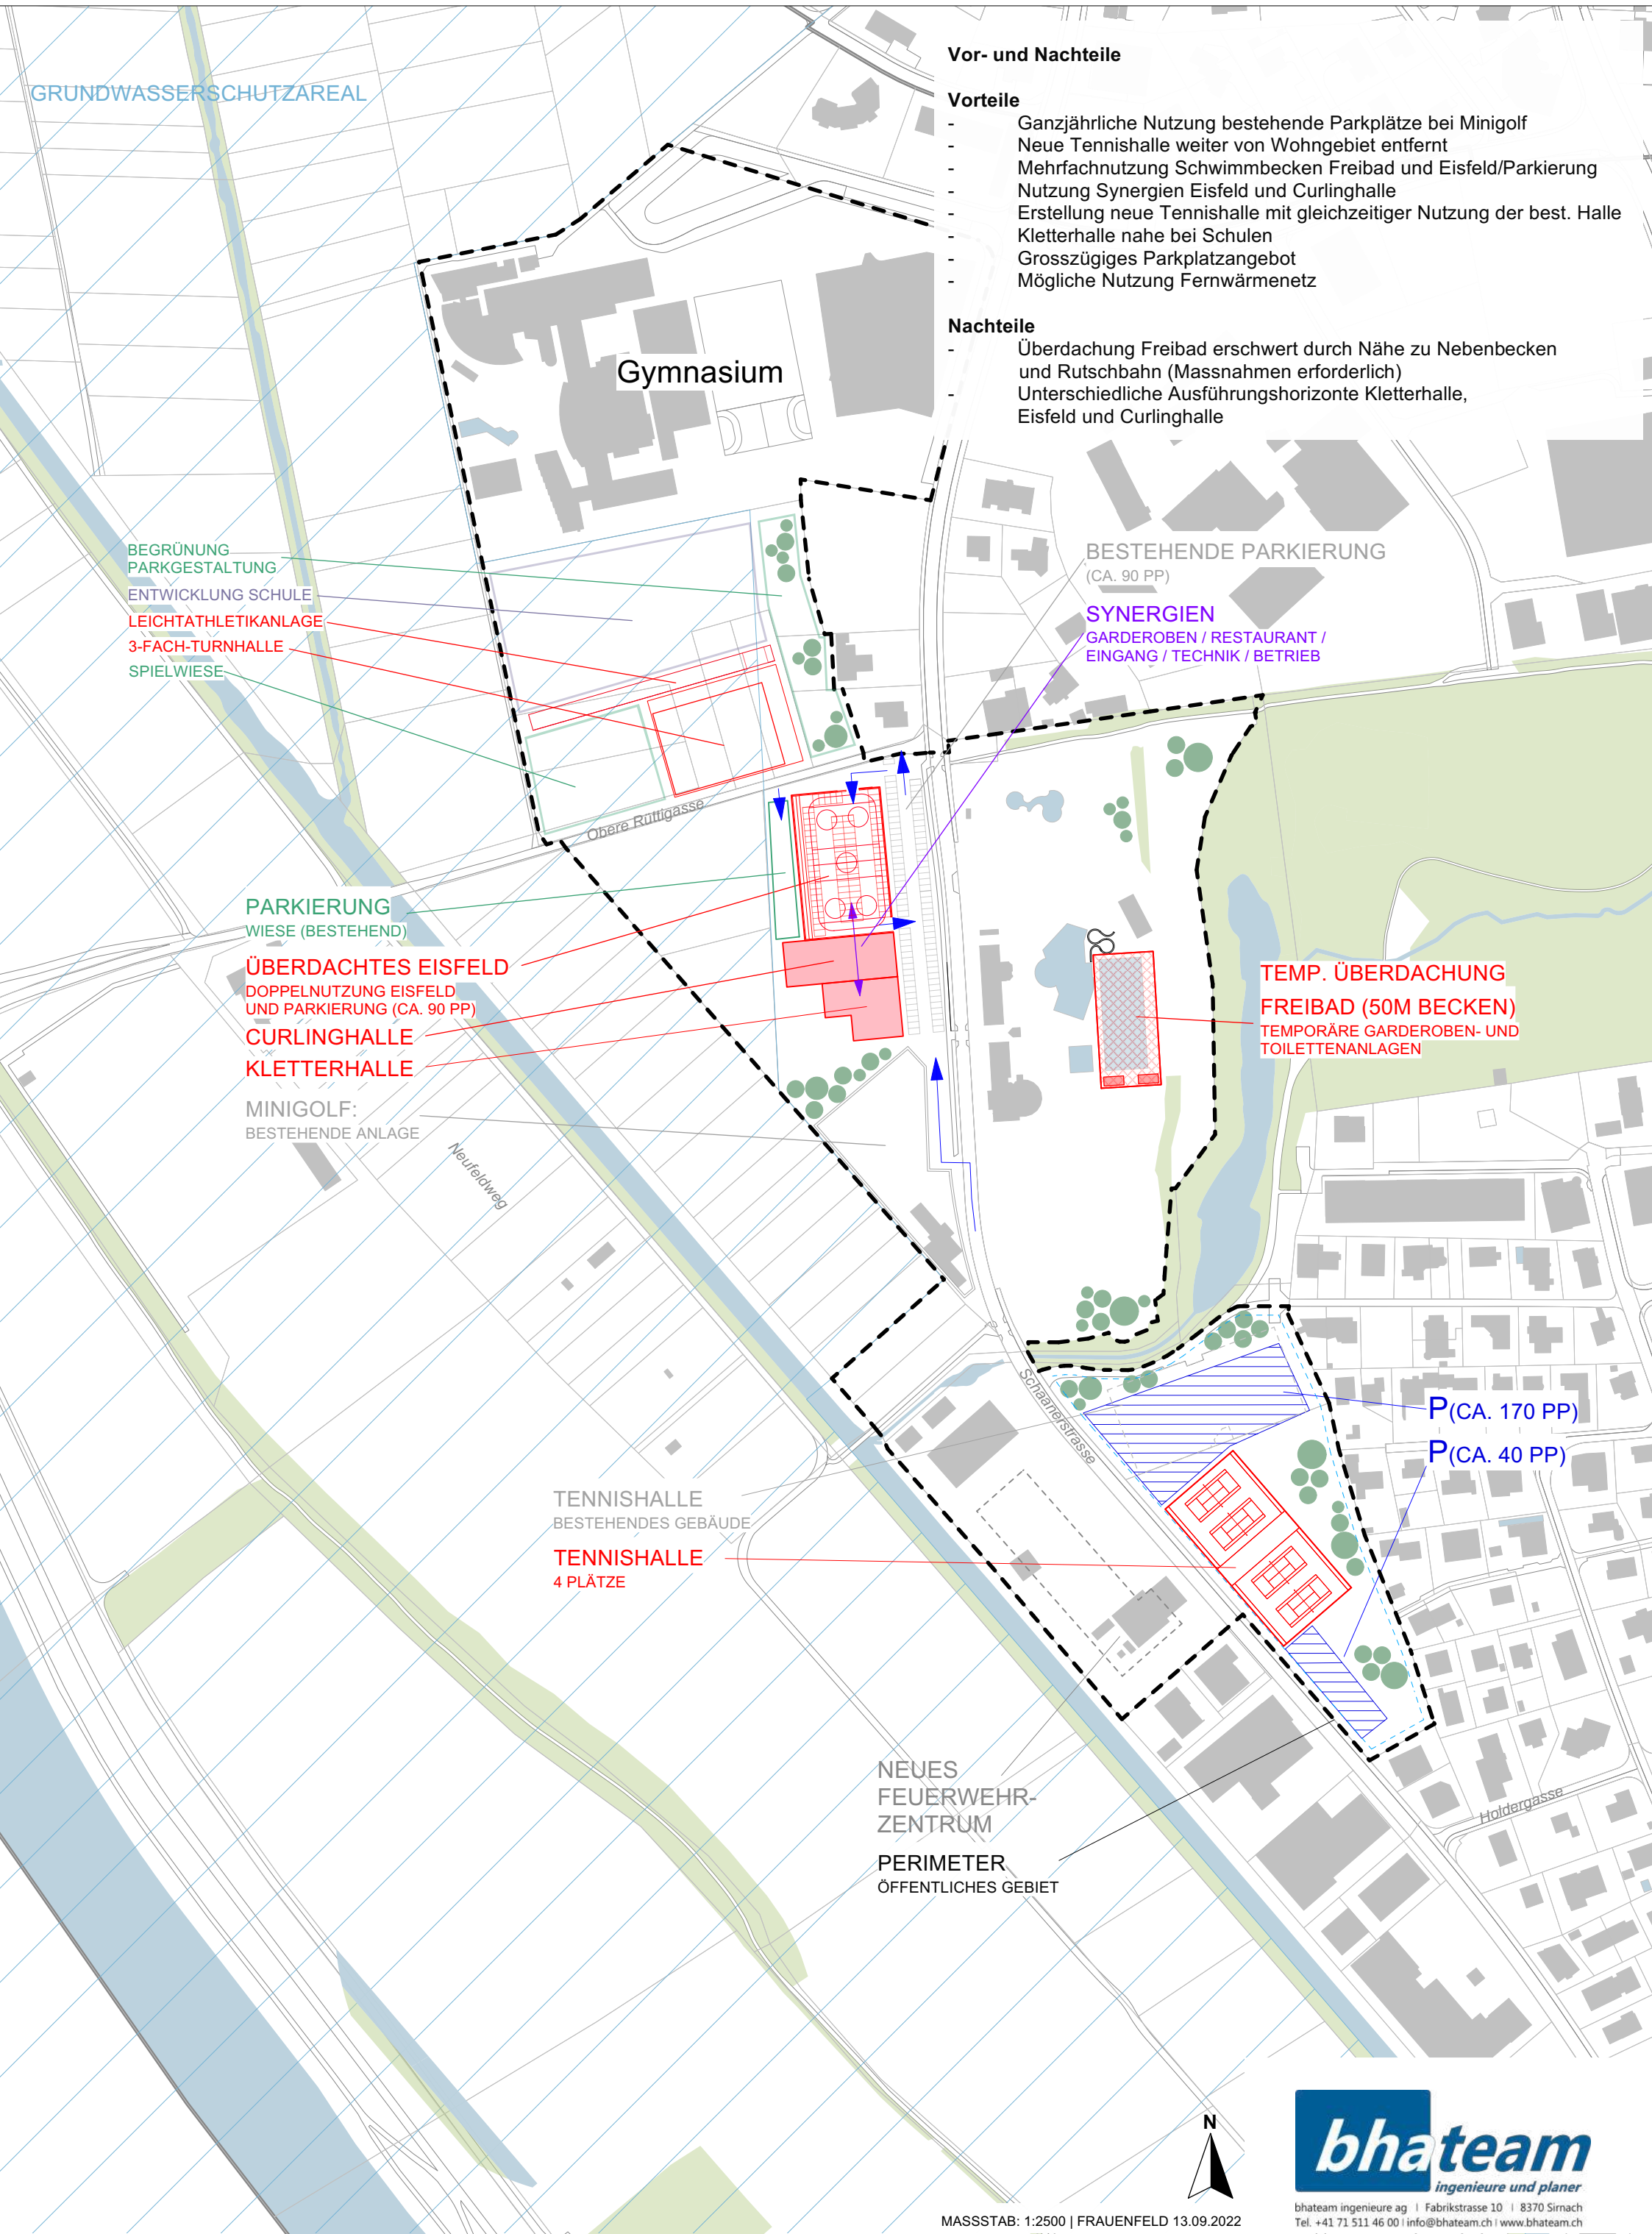 GRUNDWASSERSCHUTZAREAL
Vor- und Nachteile
Vorteile
- Ganzjährliche Nutzung bestehende Parkplätze bei Minigolf
- Neue Tennishalle weiter von Wohngebiet entfernt
- Mehrfachnutzung Schwimmbecken Freibad und Eisfeld/Parkierung
- Nutzung Synergien Eisfeld und Curlinghalle
- Erstellung neue Tennishalle mit gleichzeitiger Nutzung der best. Halle
- Kletterhalle nahe bei Schulen
- Grosszügiges Parkplatzangebot
- Mögliche Nutzung Fernwärmenetz
Nachteile
- Überdachung Freibad erschwert durch Nähe zu Nebenbecken
und Rutschbahn (Massnahmen erforderlich)
- Unterschiedliche Ausführungshorizonte Kletterhalle,
Eisfeld und Curlinghalle
Gymnasium
BEGRÜNUNG
PARKGESTALTUNG
ENTWICKLUNG SCHULE
LEICHTATHLETIKANLAGE
3-FACH-TURNHALLE
SPIELWIESE
BESTEHENDE PARKIERUNG
(CA. 90 PP)
SYNERGIEN
GARDEROBEN / RESTAURANT /
EINGANG / TECHNIK / BETRIEB
Obere Rüttigasse
PARKIERUNG
WIESE (BESTEHEND)
ÜBERDACHTES EISFELD
DOPPELNUTZUNG EISFELD
UND PARKIERUNG (CA. 90 PP)
CURLINGHALLE
KLETTERHALLE
MINIGOLF:
BESTEHENDE ANLAGE
TEMP. ÜBERDACHUNG
FREIBAD (50M BECKEN)
TEMPORÄRE GARDEROBEN- UND
TOILETTENANLAGEN
Neufeldweg
Schaanerstrasse
P(CA. 170 PP)
P(CA. 40 PP)
TENNISHALLE
BESTEHENDES GEBÄUDE
TENNISHALLE
4 PLÄTZE
NEUES
FEUERWEHR-
ZENTRUM
PERIMETER
ÖFFENTLICHES GEBIET
Holdergasse
N
MASSSTAB: 1:2500 | FRAUENFELD 13.09.2022
bhateam
ingenieure und planer
bhateam ingenieure ag | Fabrikstrasse 10 | 8370 Sirnach
Tel. +41 71 511 46 00 | info@bhateam.ch | www.bhateam.ch